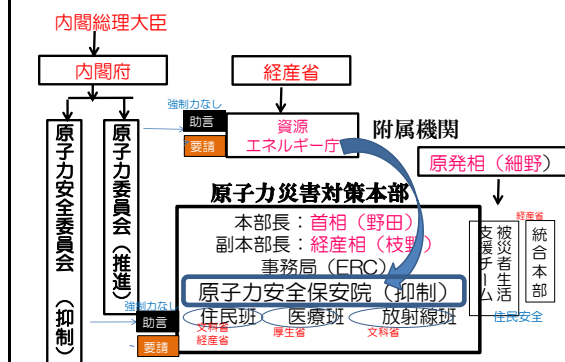 内閣総理大臣
内閣府
経産省
強制力なし
助言
要請
資源
エネルギー庁
附属機関
原発相（細野）
原子力安全委員会（抑制）
原子力委員会（推進）
原子力災害対策本部
本部長：首相（野田）
副本部長：経産相（枝野）
事務局（ERC）
原子力安全保安院（抑制）
住民班
医療班
放射線班
文科省
経産省
厚生省
文科省
強制力なし
助言
要請
被災者生活
支援チーム
経産省
統合本部
住民安全